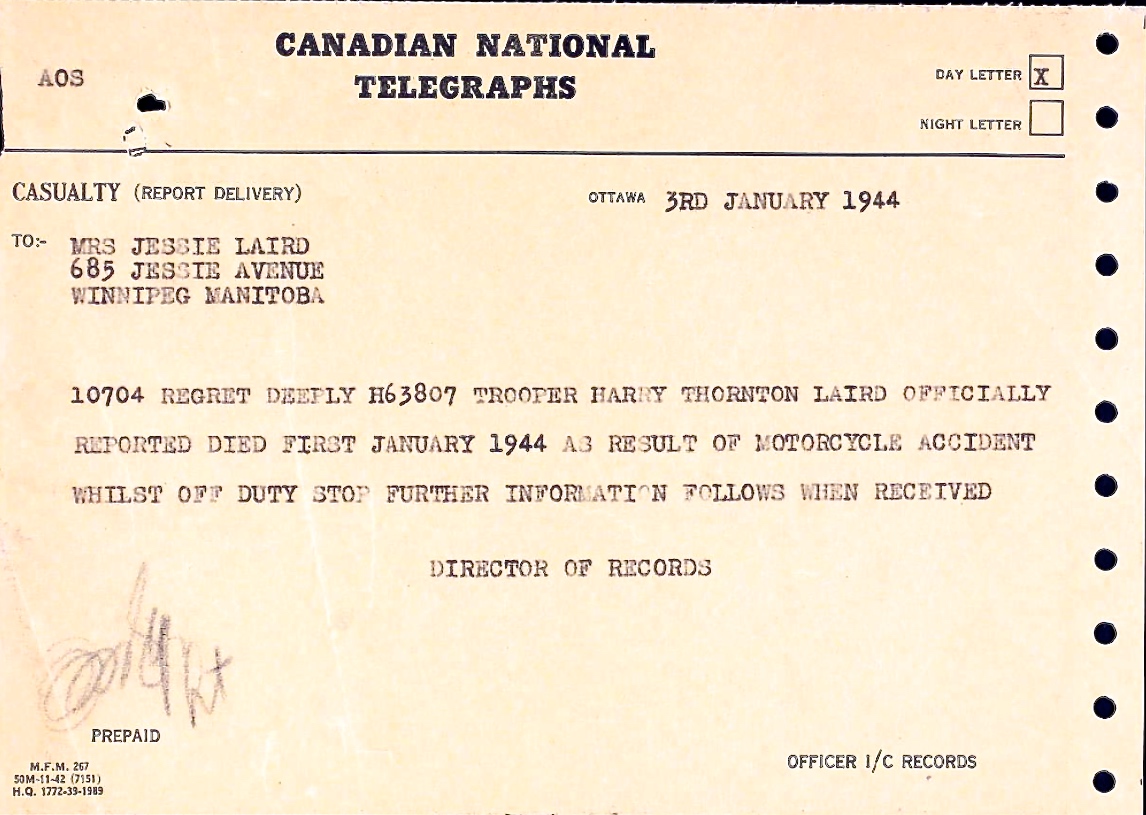 CANADIAN NATIONAL
TELEGRAPHS
AOS
DAY LETTER X
NIGHT LETTER
CASUALTY (REPORT DELIVERY)
OTTAWA 3RD JANUARY 1944
TO:- MRS JESSIE LAIRD
685 JESSIE AVENUE
WINNIPEG MANITOBA
10704 REGRET DEEPLY H63807 TROOPER HARRY THORNTON LAIRD OFFICIALLY
REPORTED DIED FIRST JANUARY 1944 AS RESULT OF MOTORCYCLE ACCIDENT
WHILST OFF DUTY STOP FURTHER INFORMATION FOLLOWS WHEN RECEIVED
DIRECTOR OF RECORDS
PREPAID
OFFICER I/C RECORDS
M.F.M. 267
50M-11-42 (7151)
H.Q. 1772-39-1989